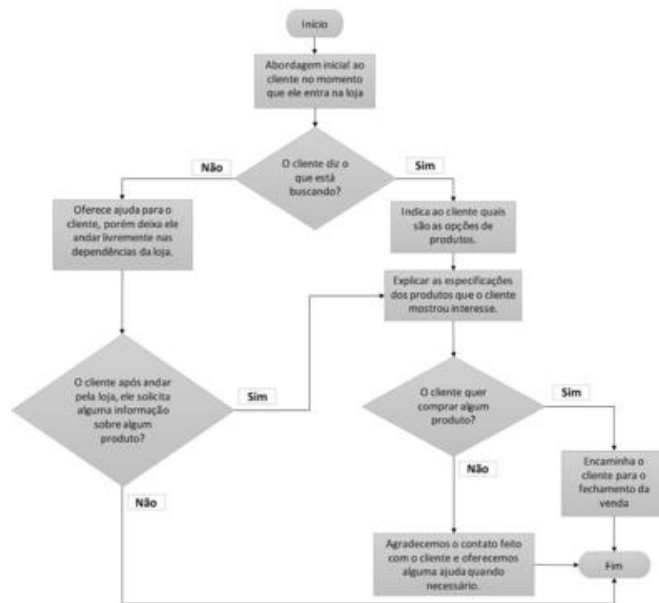 Início
Abordagem inicial ao
cliente no momento
que ele entra na loja
O cliente diz o
que está
buscando?
Não
Sim
Oferece ajuda para o
cliente, porém deixa ele
andar livremente nas
dependências da loja.
Indica ao cliente quais
são as opções de
produtos.
Explicar as especificações
dos produtos que o cliente
mostrou interesse.
O cliente após andar
pela loja, ele solicita
alguma informação
sobre algum
produto?
Sim
Não
O cliente quer
comprar algum
produto?
Sim
Não
Encaminha o
cliente para o
fechamento da
venda
Agradecemos o contato feito
com o cliente e oferecemos
alguma ajuda quando
necessário.
Fim